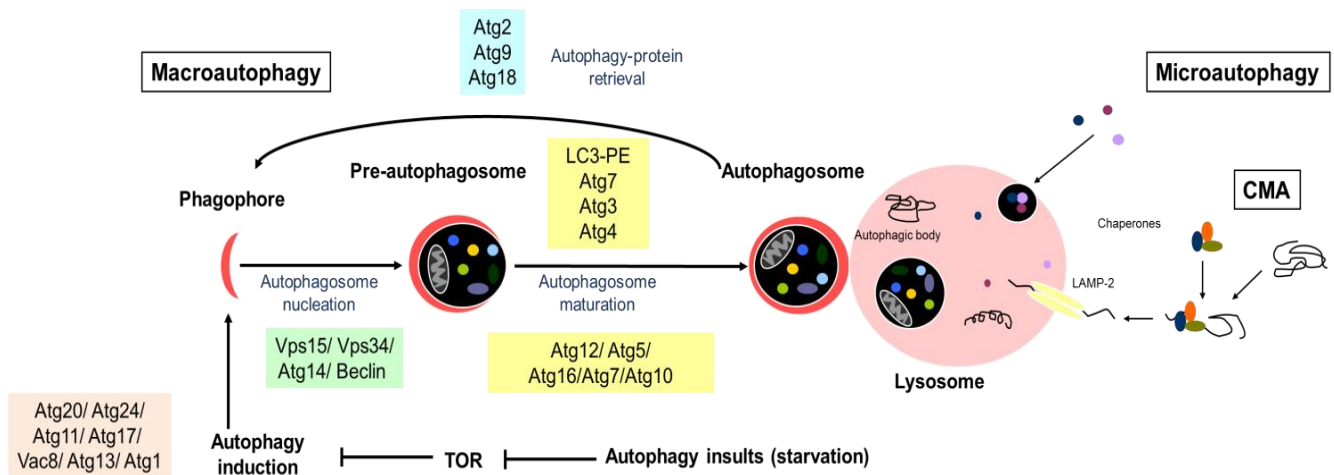 Atg2
Atg9
Atg18
Autophagy-protein
retrieval
Macroautophagy
Microautophagy
Phagophore
Pre-autophagosome
LC3-PE
Atg7
Atg3
Atg4
Autophagosome
CMA
Chaperones
Autophagic body
LAMP-2
Autophagosome
nucleation
Autophagosome
maturation
Vps15/ Vps34/
Atg14/ Beclin
Atg12/ Atg5/
Atg16/Atg7/Atg10
Lysosome
Atg20/ Atg24/
Atg11/ Atg17/
Vac8/ Atg13/ Atg1
Autophagy
induction
TOR
Autophagy insults (starvation)